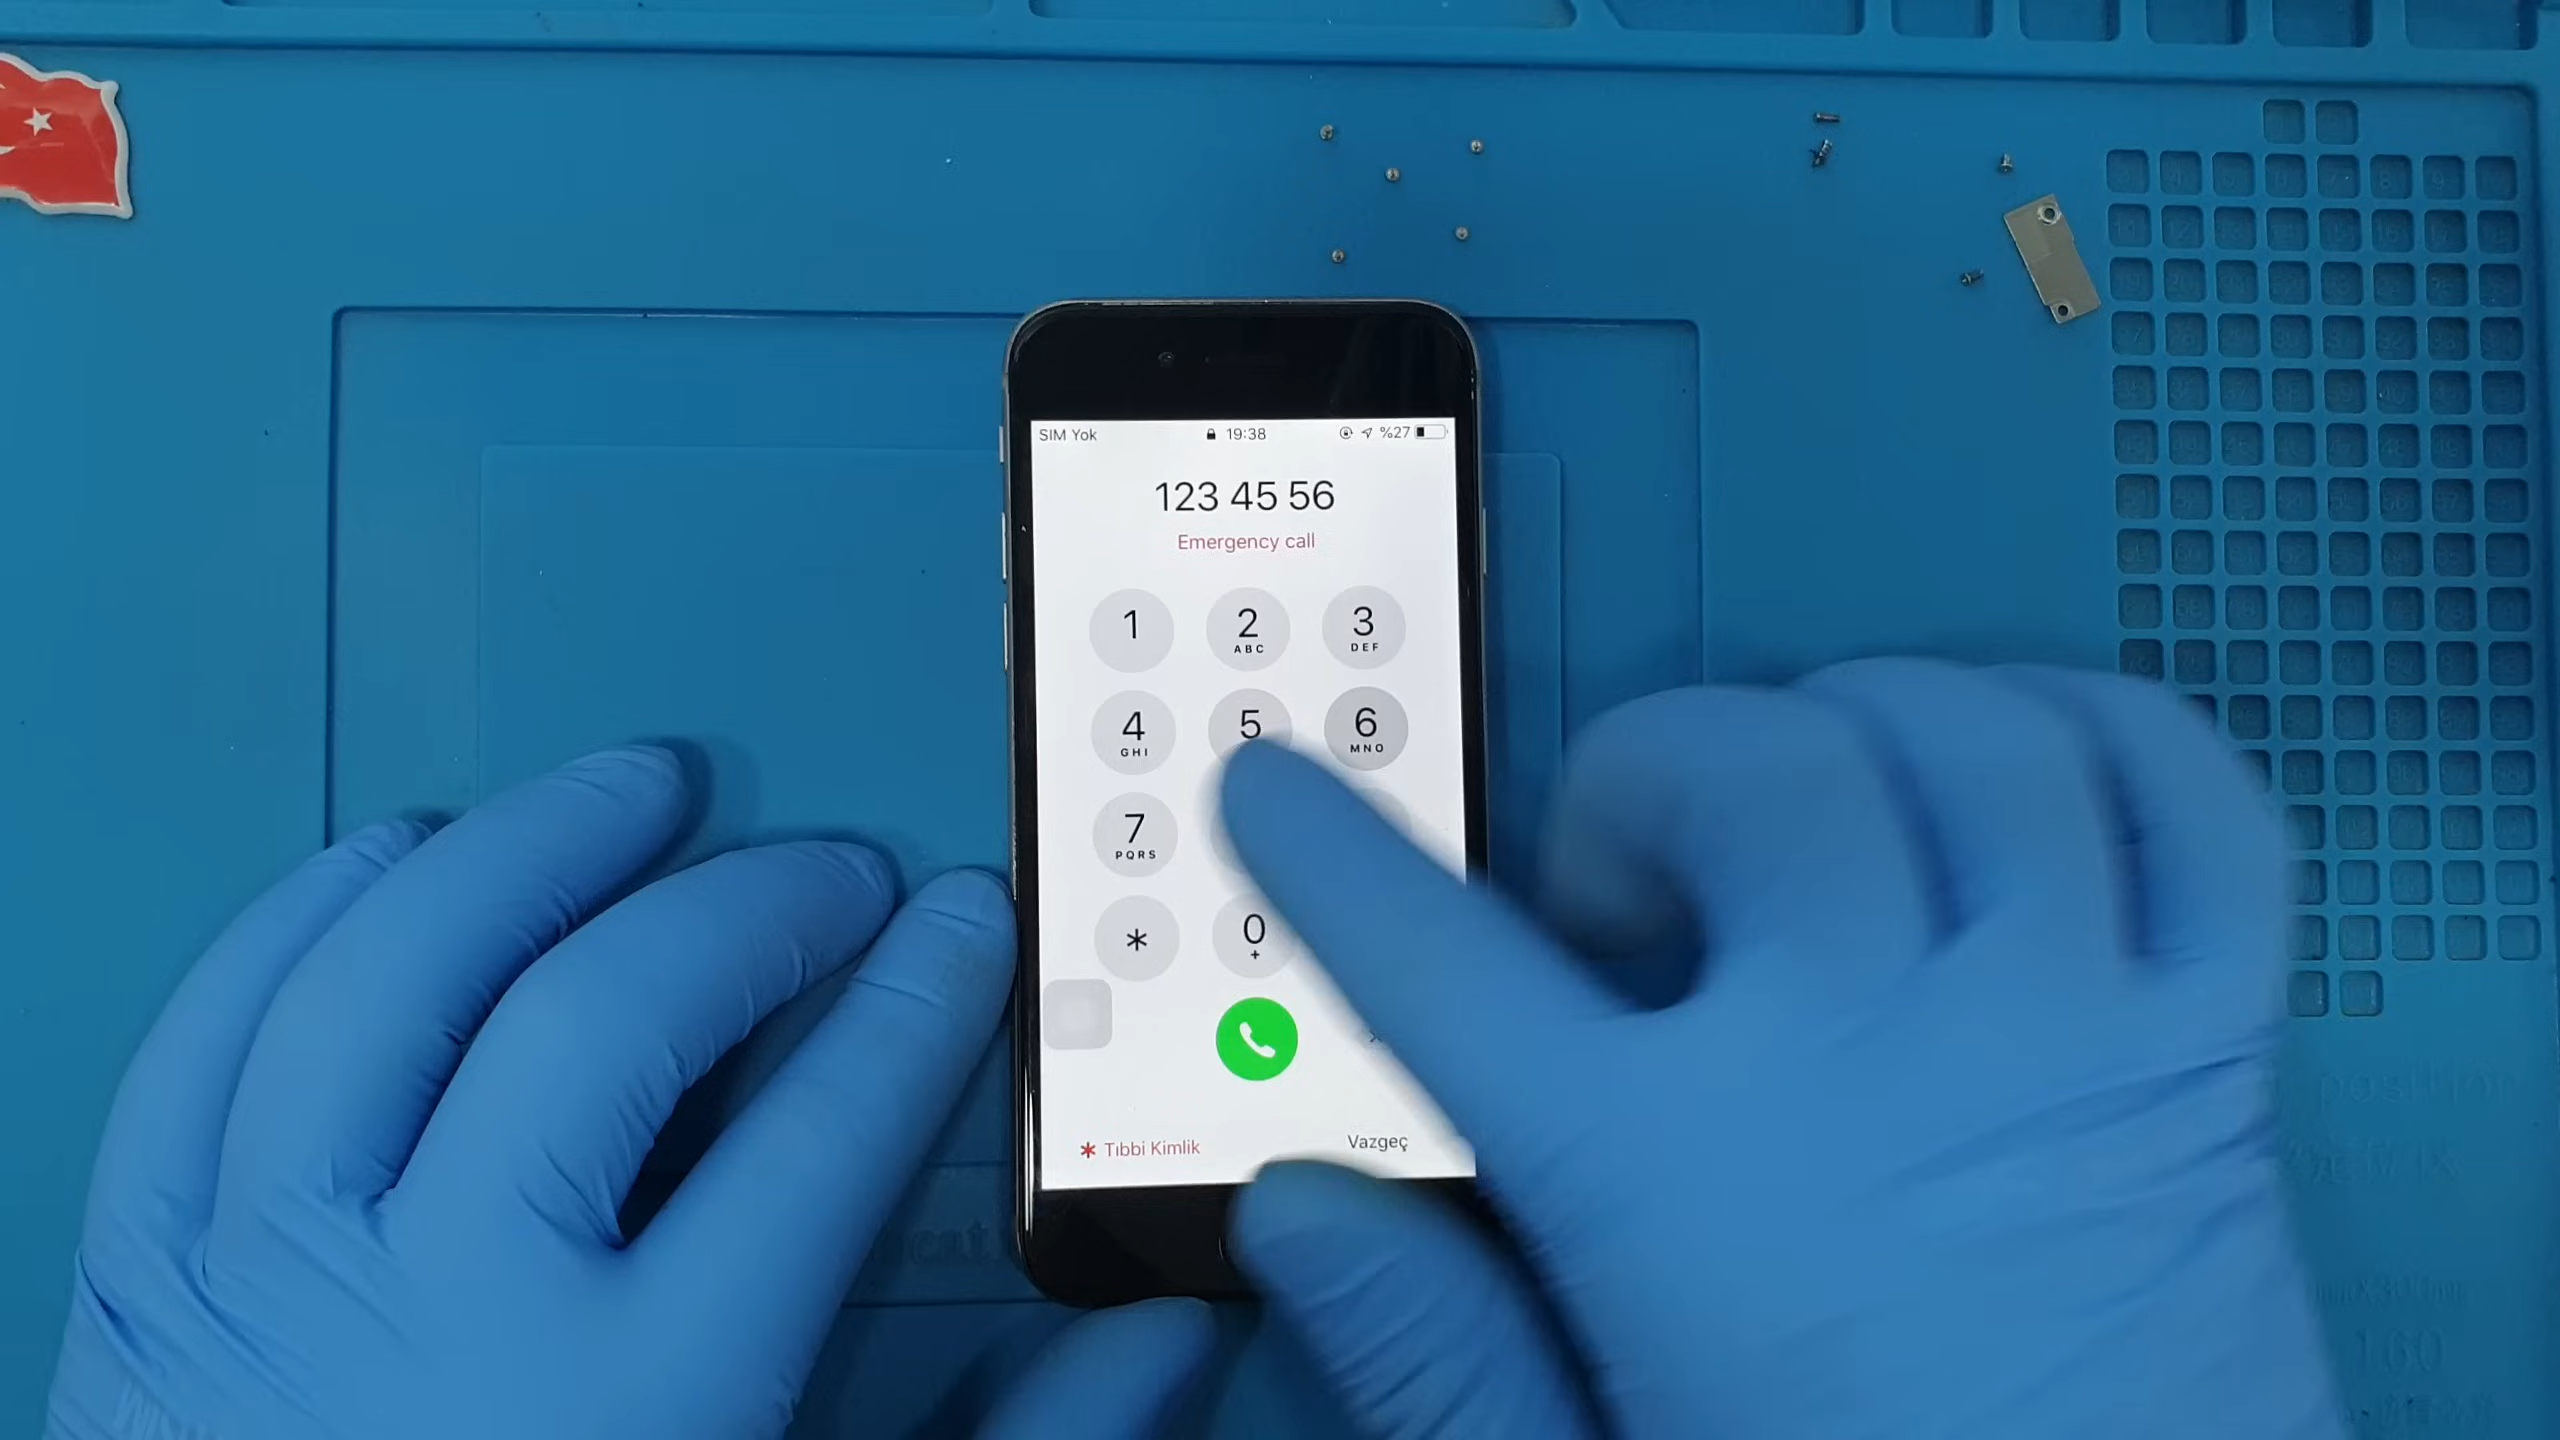 SIM Yok 19:38 %27
123 45 56
Emergency call
1 2 3
ABC DEF
4 5 6
GHI MNO
7
PQRS
* 0
+
* Tıbbi Kimlik Vazgeç
160